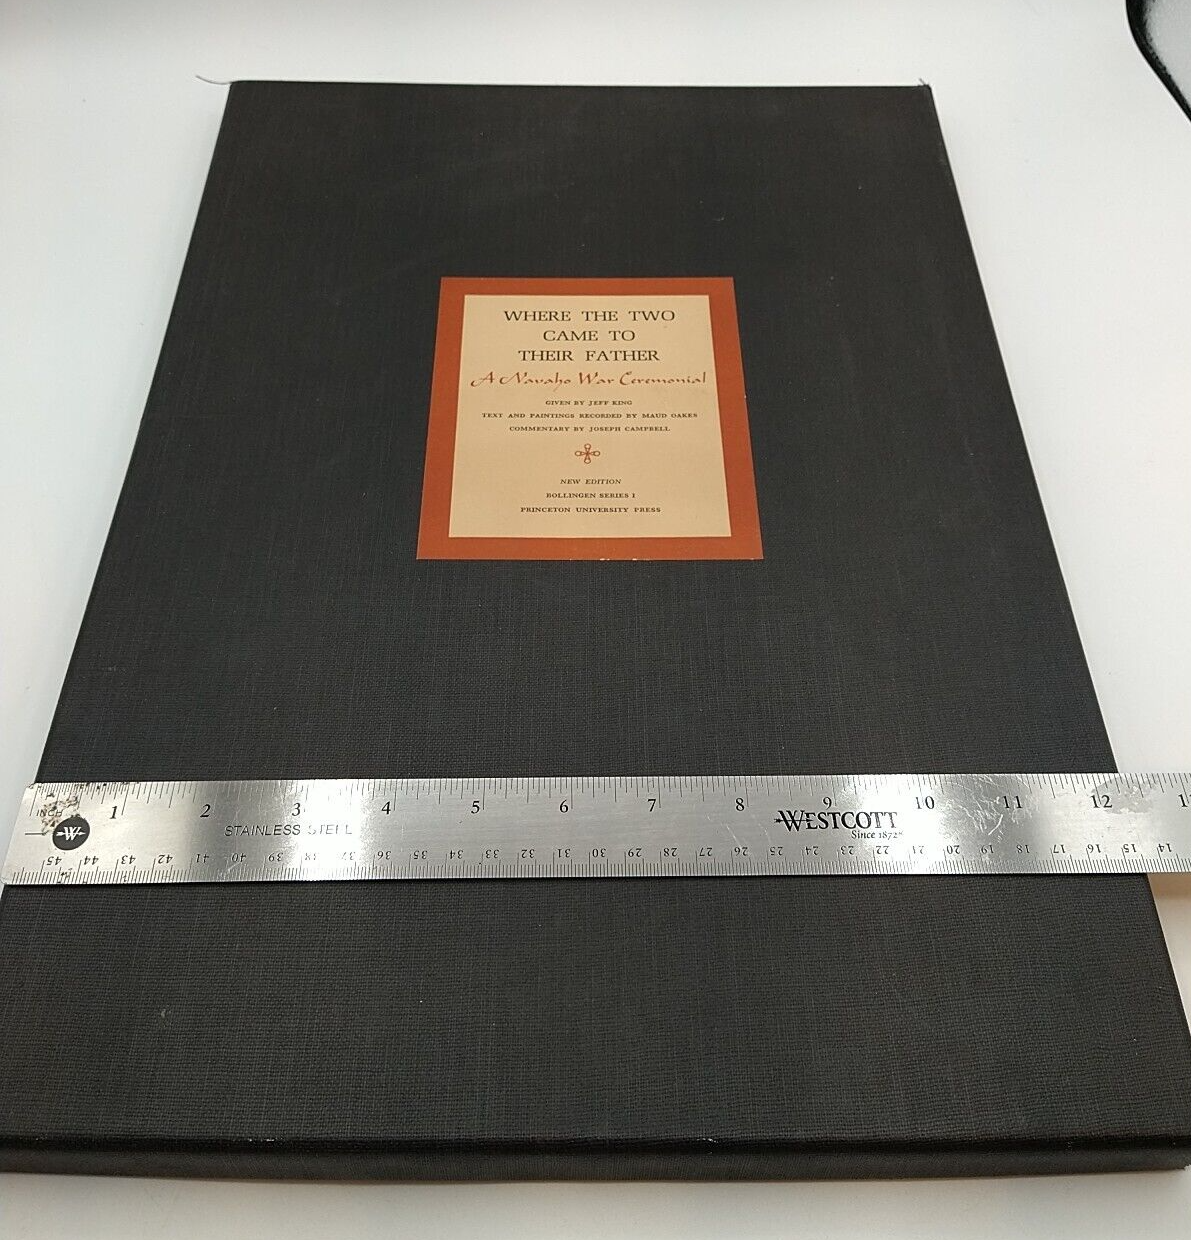 WHERE THE TWO
CAME TO
THEIR FATHER
A Navaho War Ceremonial
GIVEN BY JEFF KING
TEXT AND PAINTINGS RECORDED BY MAUD OAKES
COMMENTARY BY JOSEPH CAMPBELL
NEW EDITION
BOLLINGEN SERIES I
PRINCETON UNIVERSITY PRESS
1 2 3 4 5 6 7 8 9 10 11 12
W
STAINLESS STEEL
WESTCOTT
Since 1872
45 44 43 42 41 40 39 38 37 36 35 34 33 32 31 30 29 28 27 26 25 24 23 22 21 20 19 18 17 16 15 14